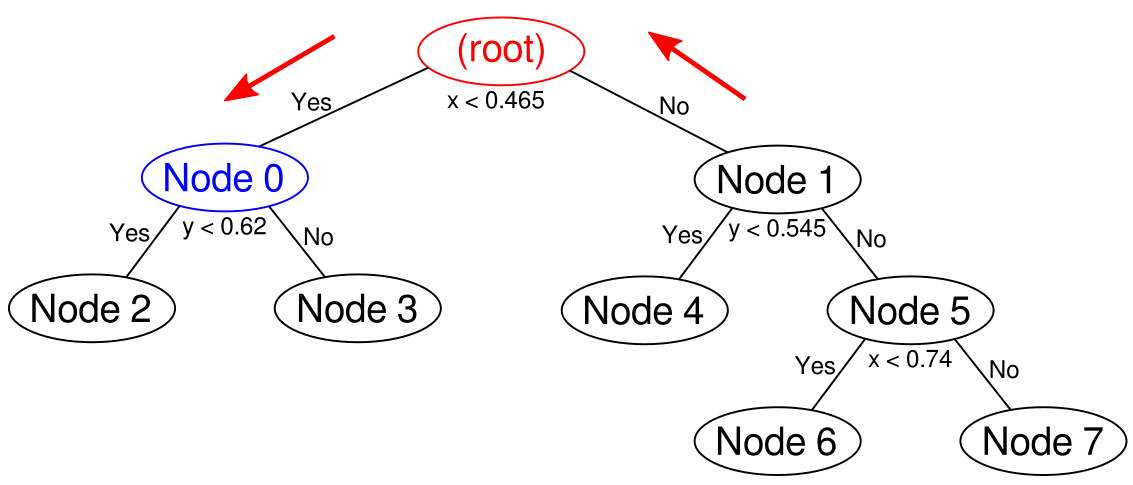 (root)
x < 0.465
Yes
No
Node 0
Node 1
y < 0.62
y < 0.545
Yes
No
Yes
No
Node 2
Node 3
Node 4
Node 5
x < 0.74
Yes
No
Node 6
Node 7